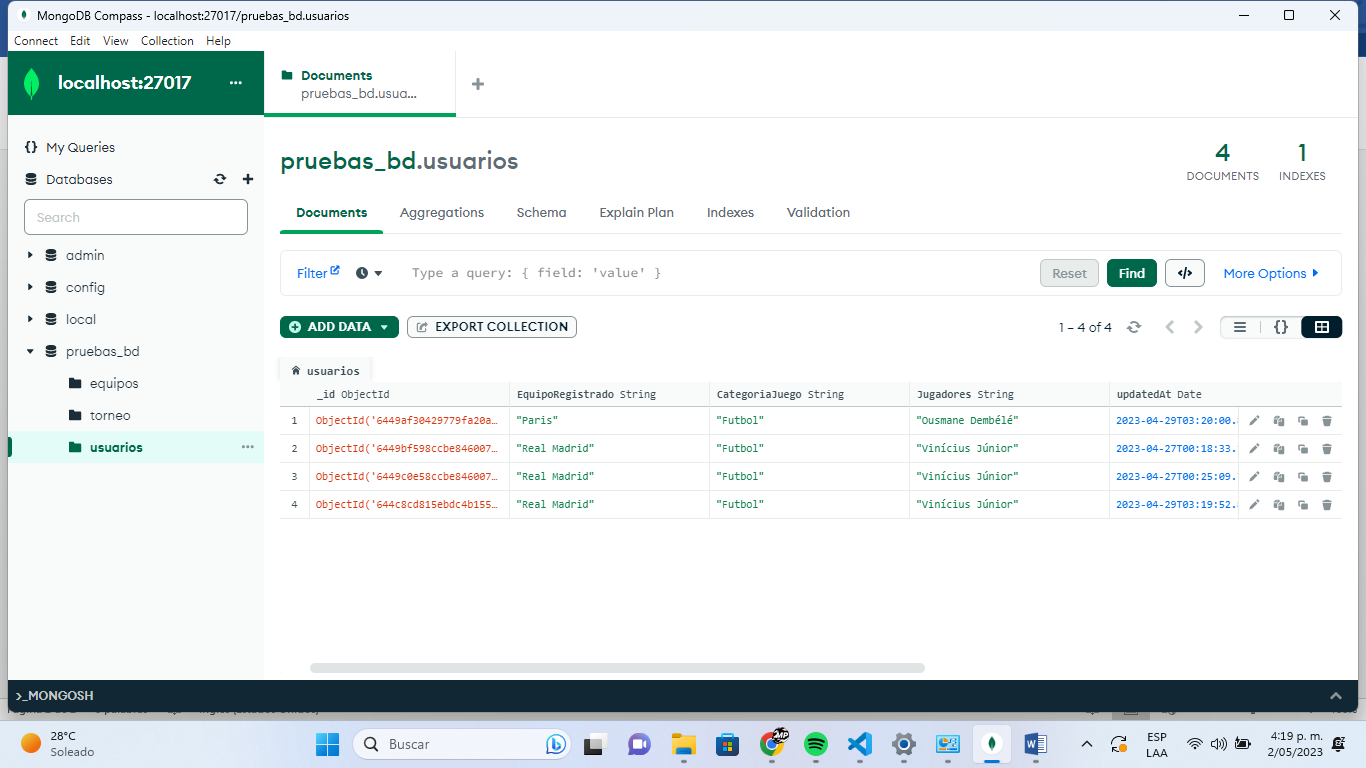 MongoDB Compass - localhost:27017/pruebas_bd.usuarios
Connect Edit View Collection Help
localhost:27017 ...
Documents
pruebas_bd.usua...
My Queries
Databases
Search
admin
config
local
pruebas_bd
equipos
torneo
usuarios
pruebas_bd.usuarios
4
DOCUMENTS
1
INDEXES
Documents Aggregations Schema Explain Plan Indexes Validation
Filter Type a query: { field: 'value' } Reset Find </> More Options
ADD DATA EXPORT COLLECTION 1 – 4 of 4 {}
usuarios
_id ObjectId EquipoRegistrado String CategoriaJuego String Jugadores String updatedAt Date
1 ObjectId('6449af30429779fa20a… "Paris" "Futbol" "Ousmane Dembélé" 2023-04-29T03:20:00.
2 ObjectId('6449bf598ccbe846007… "Real Madrid" "Futbol" "Vinícius Júnior" 2023-04-27T00:18:33.
3 ObjectId('6449c0e58ccbe846007… "Real Madrid" "Futbol" "Vinícius Júnior" 2023-04-27T00:25:09.
4 ObjectId('644c8cd815ebdc4b155… "Real Madrid" "Futbol" "Vinícius Júnior" 2023-04-29T03:19:52.
>_MONGOSH
28°C
Soleado
Buscar
MP
ESP
LAA
4:19 p. m.
2/05/2023